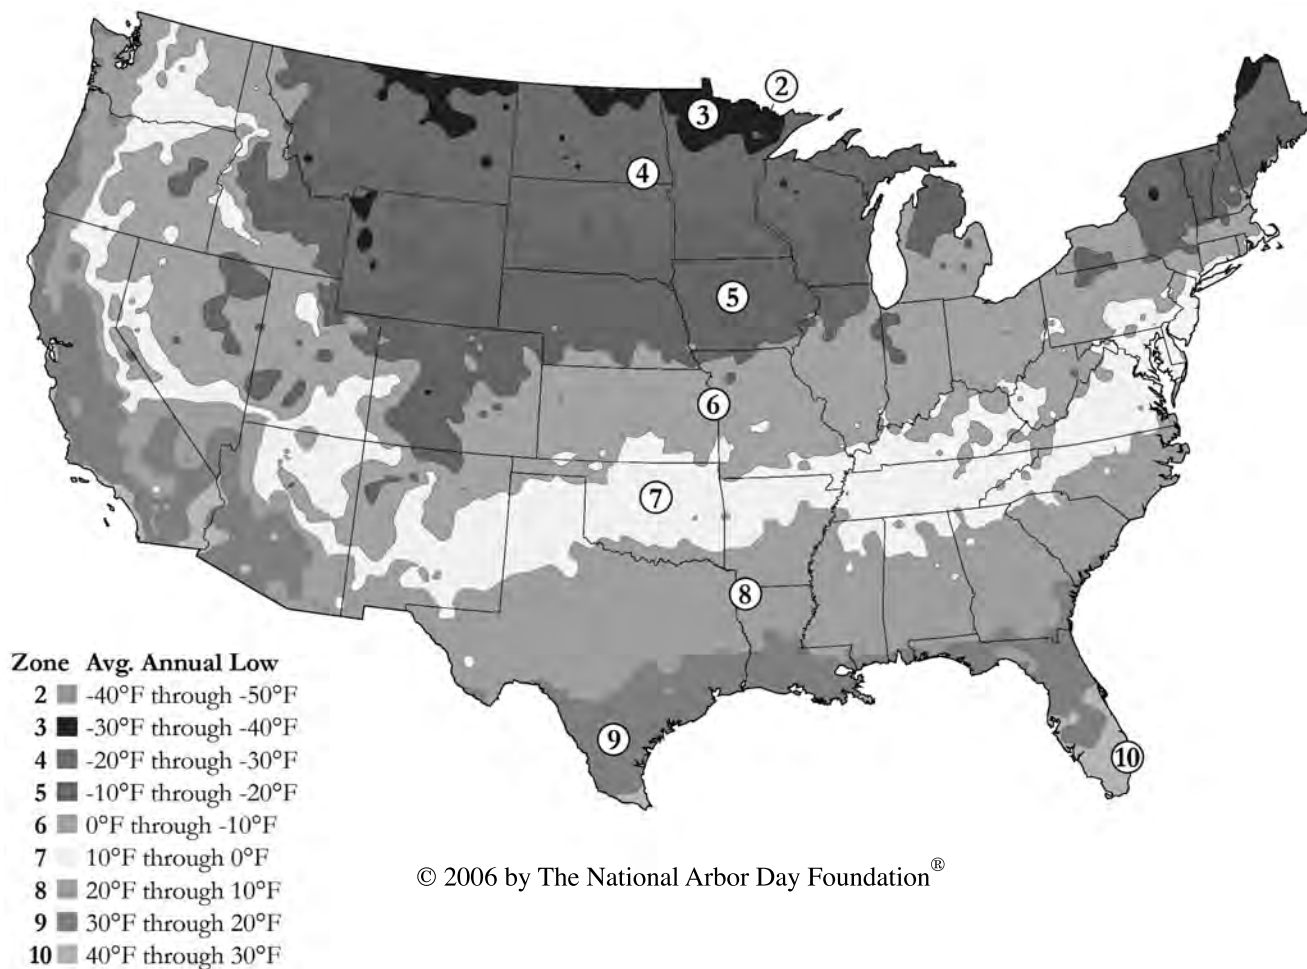 2
3
4
5
6
7
8
9
10
Zone Avg. Annual Low
2 -40°F through -50°F
3 -30°F through -40°F
4 -20°F through -30°F
5 -10°F through -20°F
6 0°F through -10°F
7 10°F through 0°F
8 20°F through 10°F
9 30°F through 20°F
10 40°F through 30°F
© 2006 by The National Arbor Day Foundation®